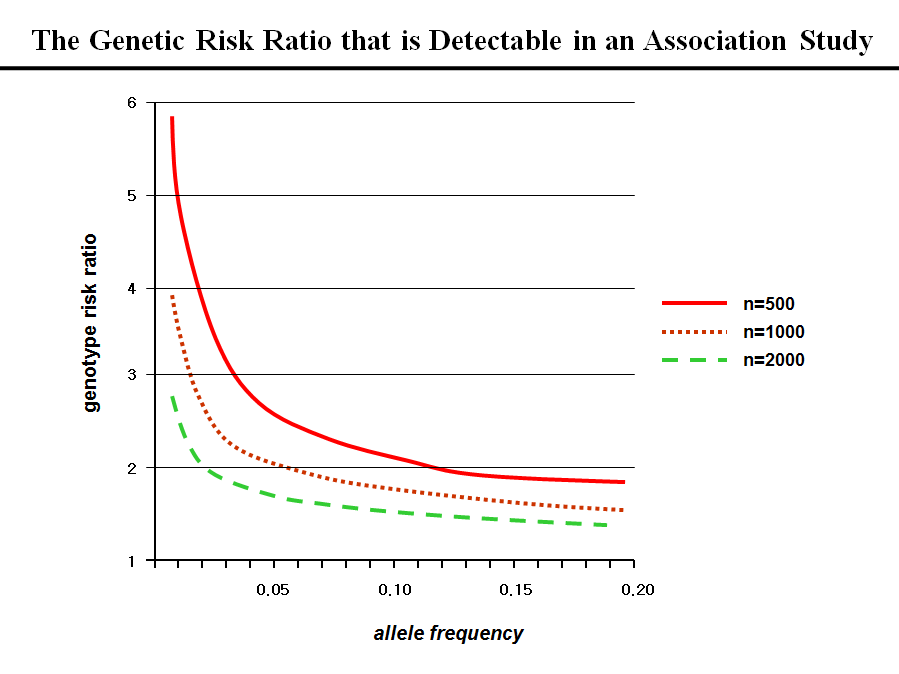 The Genetic Risk Ratio that is Detectable in an Association Study
6
5
4
3
2
1
genotype risk ratio
0.05
0.10
0.15
0.20
allele frequency
n=500
n=1000
n=2000